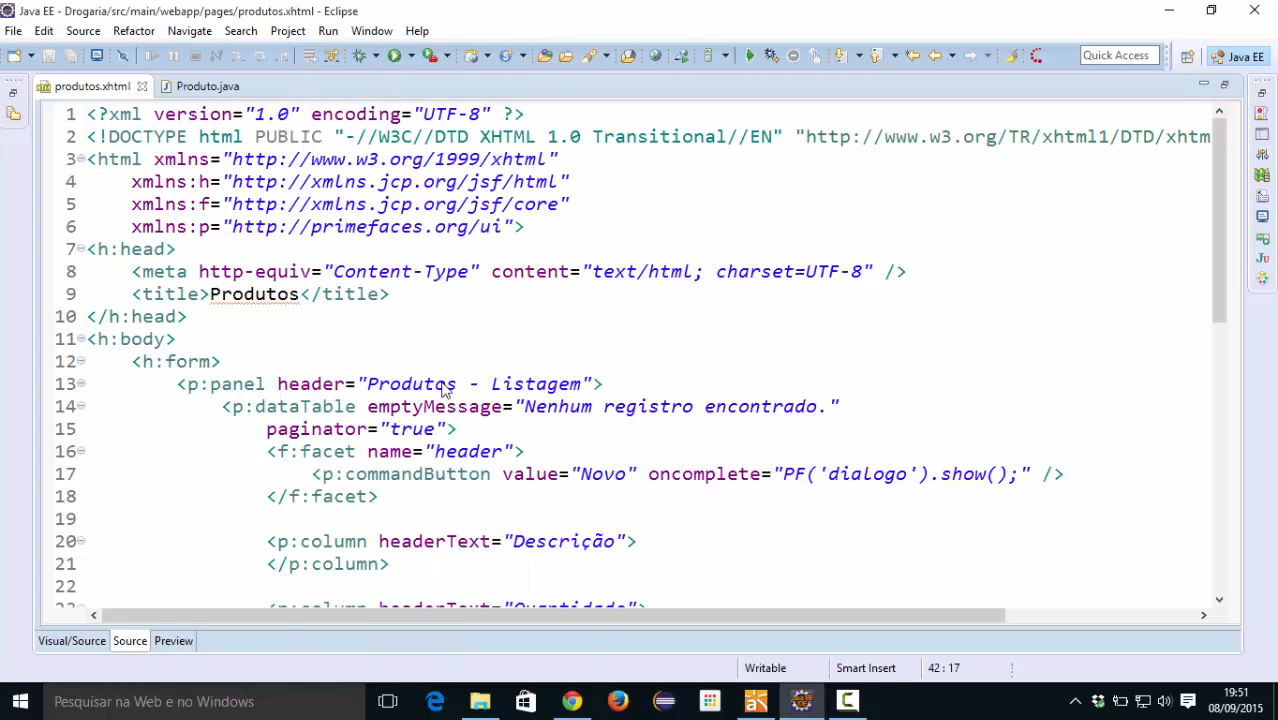 Java EE - Drogaria/src/main/webapp/pages/produtos.xhtml - Eclipse
File Edit Source Refactor Navigate Search Project Run Window Help
Quick Access Java EE
produtos.xhtml Produto.java
1 <?xml version="1.0" encoding="UTF-8" ?>
2 <!DOCTYPE html PUBLIC "-//W3C//DTD XHTML 1.0 Transitional//EN" "http://www.w3.org/TR/xhtml1/DTD/xhtm
3 <html xmlns="http://www.w3.org/1999/xhtml"
4 xmlns:h="http://xmlns.jcp.org/jsf/html"
5 xmlns:f="http://xmlns.jcp.org/jsf/core"
6 xmlns:p="http://primefaces.org/ui">
7 <h:head>
8 <meta http-equiv="Content-Type" content="text/html; charset=UTF-8" />
9 <title>Produtos</title>
10 </h:head>
11 <h:body>
12 <h:form>
13 <p:panel header="Produtos - Listagem">
14 <p:dataTable emptyMessage="Nenhum registro encontrado."
15 paginator="true">
16 <f:facet name="header">
17 <p:commandButton value="Novo" oncomplete="PF('dialogo').show();" />
18 </f:facet>
19
20 <p:column headerText="Descrição">
21 </p:column>
22
23 <p:column headerText="Quantidade">
Visual/Source Source Preview
Writable Smart Insert 42 : 17
Pesquisar na Web e no Windows
19:51
08/09/2015